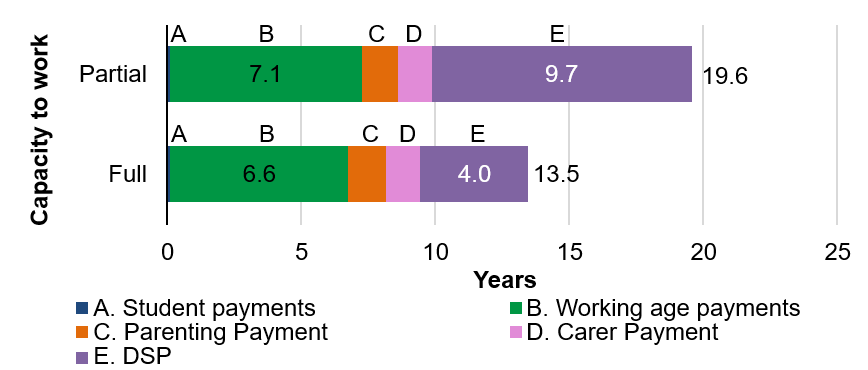 A B C D E
Partial 7.1 9.7 19.6
A B C D E
Full 6.6 4.0 13.5
Capacity to work
0 5 10 15 20 25
Years
A. Student payments B. Working age payments
C. Parenting Payment D. Carer Payment
E. DSP